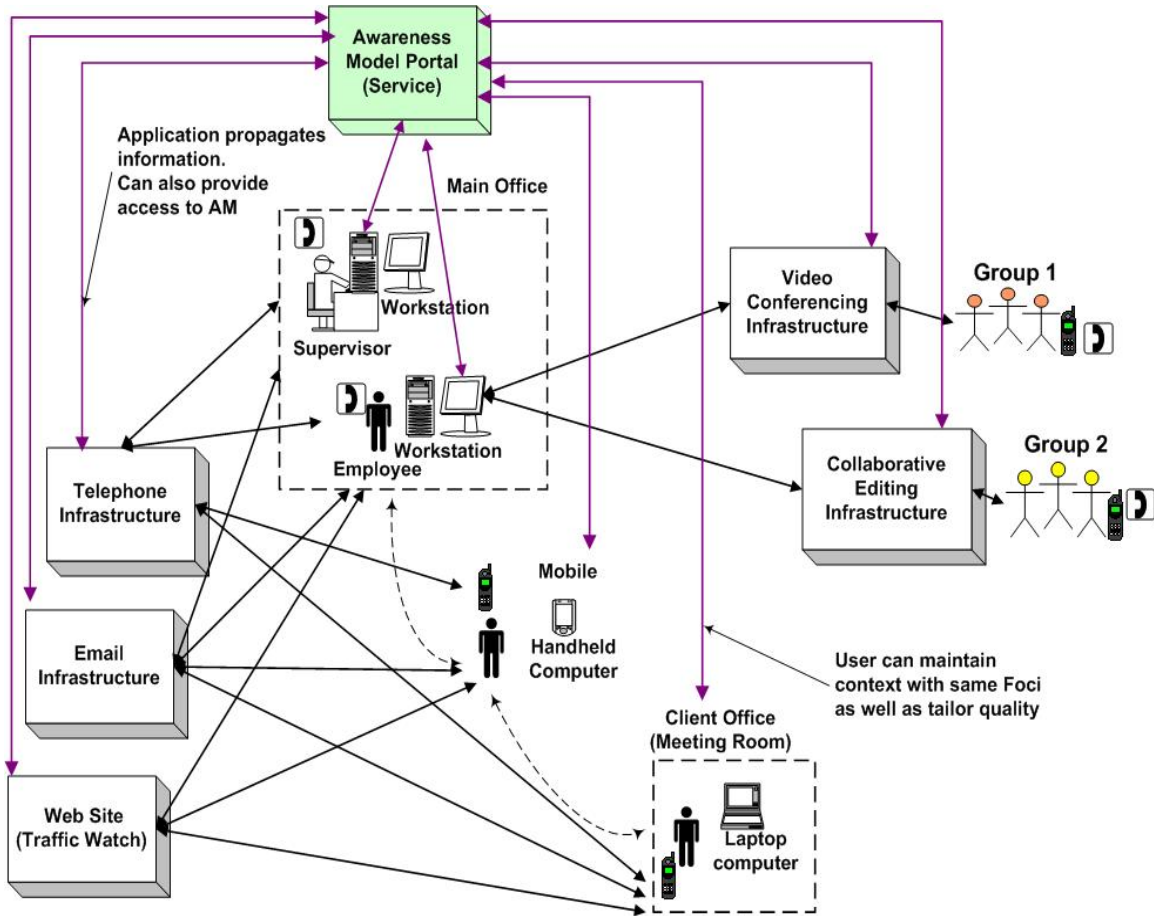 Awareness
Model Portal
(Service)
Application propagates
information.
Can also provide
access to AM
Main Office
Workstation
Supervisor
Workstation
Employee
Video
Conferencing
Infrastructure
Group 1
Collaborative
Editing
Infrastructure
Group 2
Telephone
Infrastructure
Mobile
Handheld
Computer
Email
Infrastructure
User can maintain
context with same Foci
as well as tailor quality
Client Office
(Meeting Room)
Laptop
computer
Web Site
(Traffic Watch)